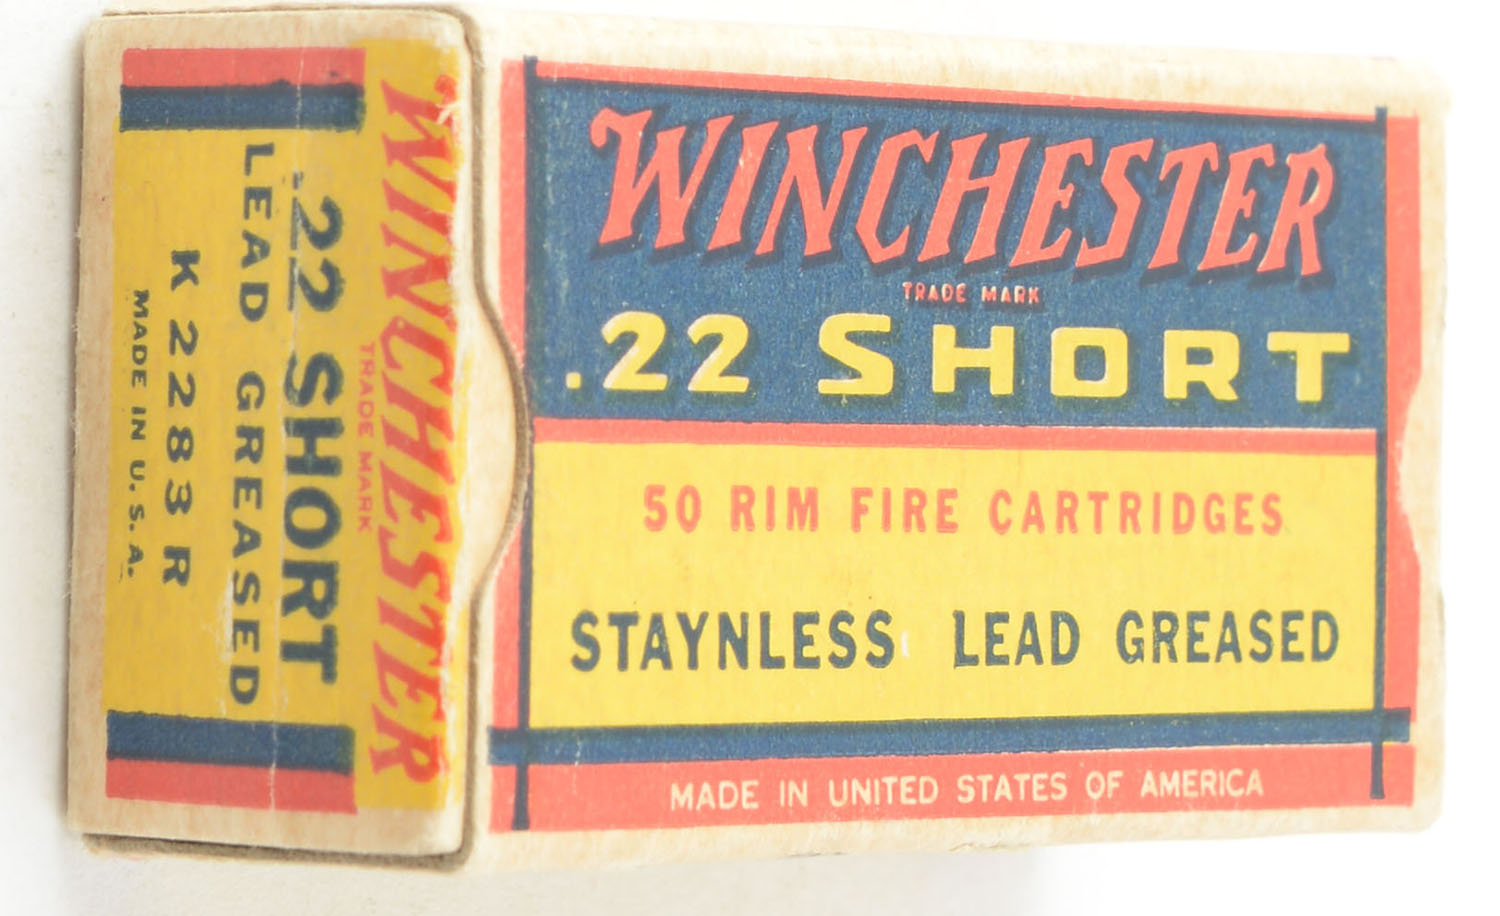 WINCHESTER
TRADE MARK
.22 SHORT
50 RIM FIRE CARTRIDGES
STAYNLESS LEAD GREASED
MADE IN UNITED STATES OF AMERICA
WINCHESTER
TRADE MARK
.22 SHORT
LEAD GREASED
K 2283 R
MADE IN U.S.A.